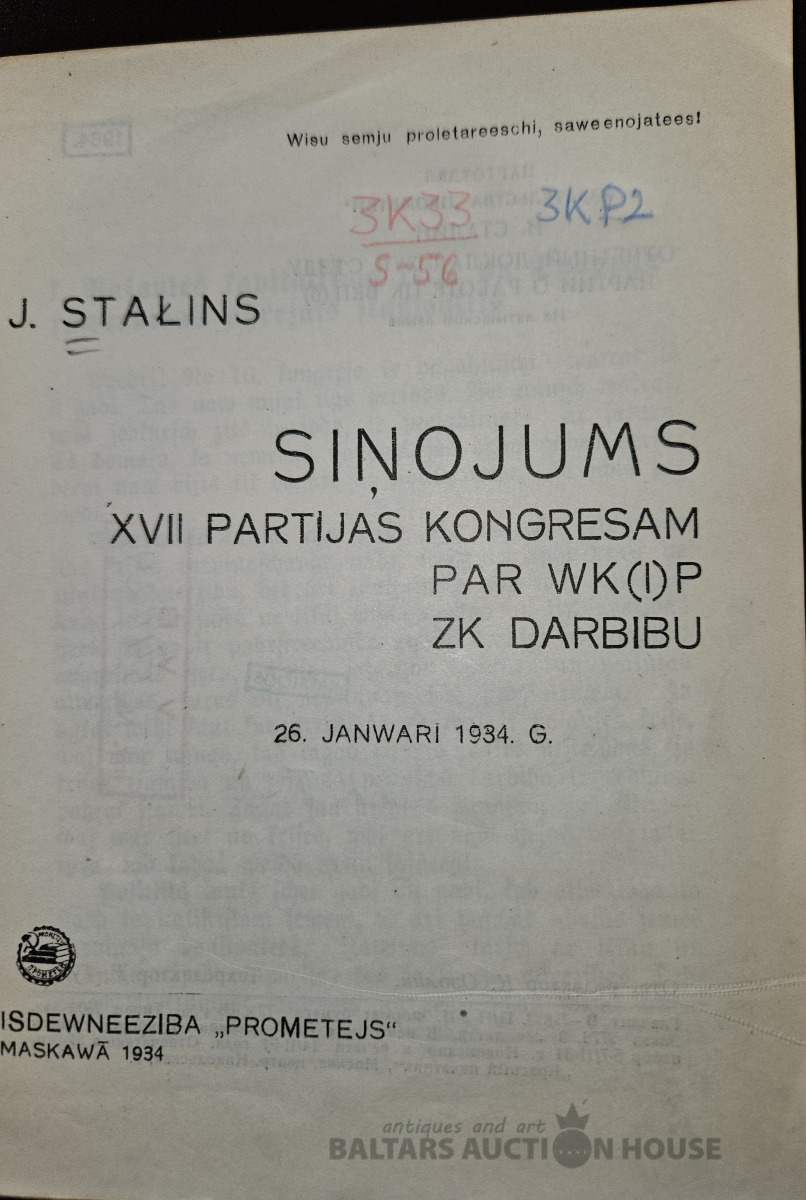 Wisu semju proletareeschi, saweenojatees!
3K33 3KP2
S-56
J. STAŁINS
SIŅOJUMS
XVII PARTIJAS KONGRESAM
PAR WK(l)P
ZK DARBIBU
26. JANWARI 1934. G.
ISDEWNEEZIBA „PROMETEJS“
MASKAWĀ 1934
antiques and art
BALTARS AUCTION HOUSE